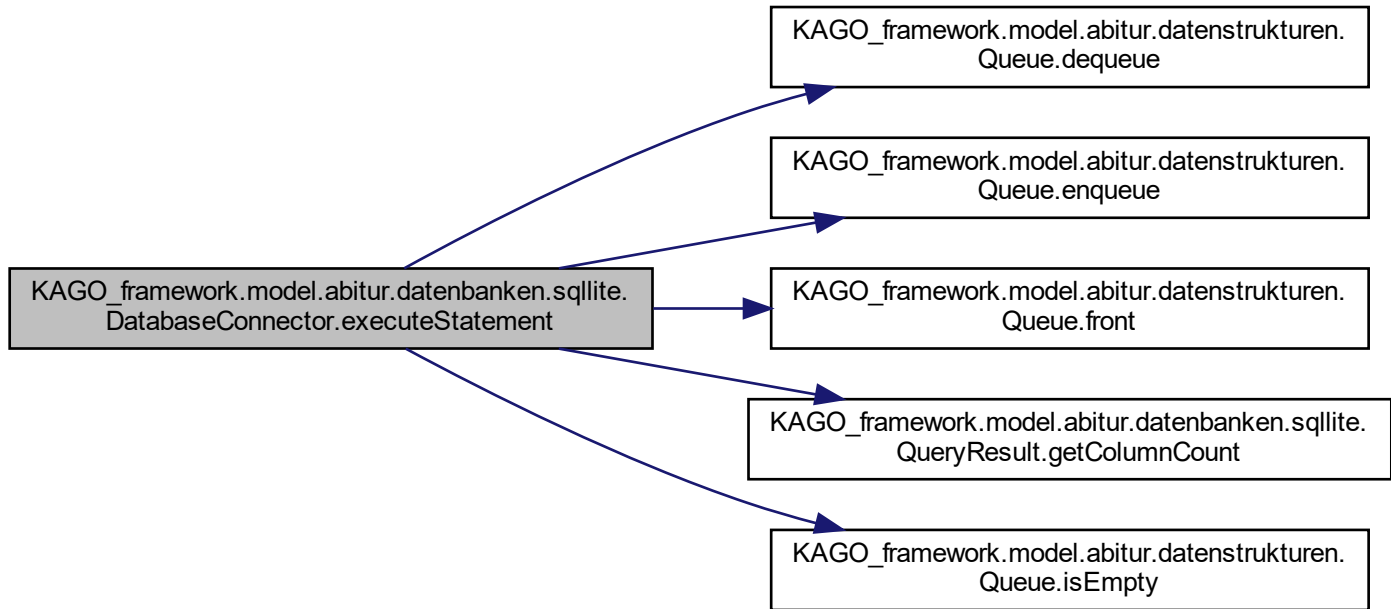 KAGO_framework.model.abitur.datenstrukturen.
Queue.dequeue
KAGO_framework.model.abitur.datenstrukturen.
Queue.enqueue
KAGO_framework.model.abitur.datenbanken.sqllite.
DatabaseConnector.executeStatement
KAGO_framework.model.abitur.datenstrukturen.
Queue.front
KAGO_framework.model.abitur.datenbanken.sqllite.
QueryResult.getColumnCount
KAGO_framework.model.abitur.datenstrukturen.
Queue.isEmpty